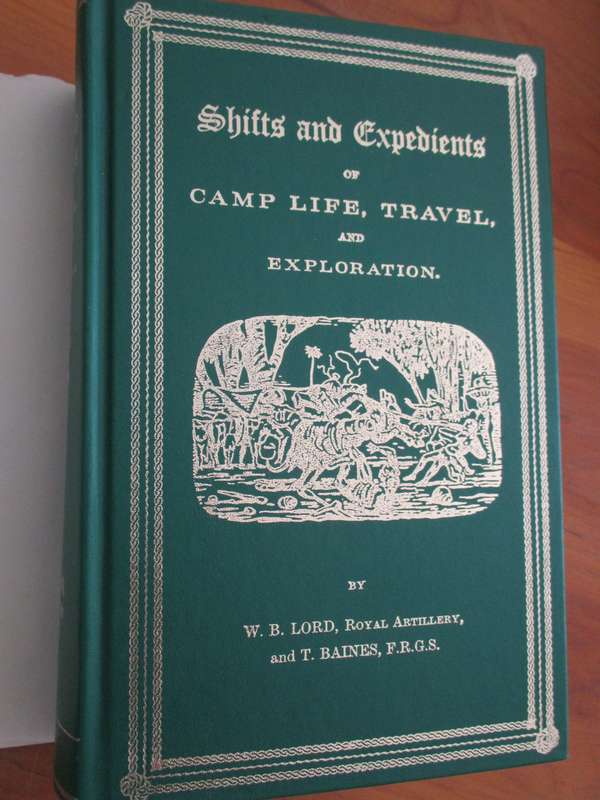 Shifts and Expedients
OF
CAMP LIFE, TRAVEL,
AND
EXPLORATION.
BY
W. B. LORD, ROYAL ARTILLERY,
and T. BAINES, F.R.G.S.